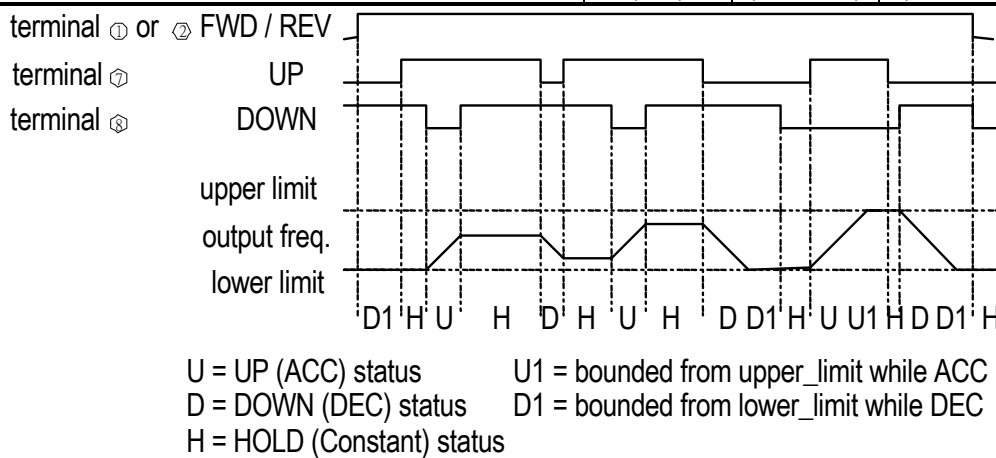 terminal ① or ② FWD / REV
terminal ⑦ UP
terminal ⑧ DOWN
upper limit
output freq.
lower limit
D1 H U H D H U H D D1 H U U1 H D D1 H
U = UP (ACC) status U1 = bounded from upper_limit while ACC
D = DOWN (DEC) status D1 = bounded from lower_limit while DEC
H = HOLD (Constant) status